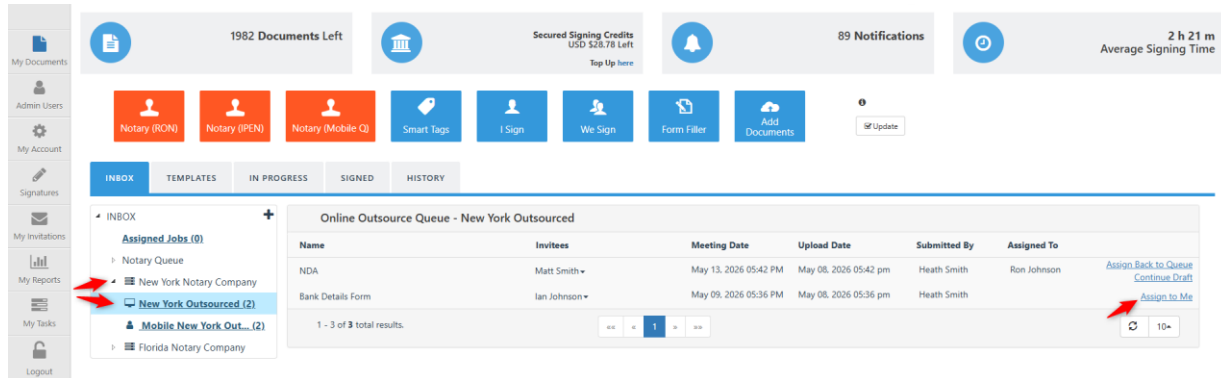 My Documents
Admin Users
My Account
Signatures
My Invitations
My Reports
My Tasks
Logout
1982 Documents Left
Secured Signing Credits
USD $28.78 Left
Top Up here
89 Notifications
2 h 21 m
Average Signing Time
Notary (RON)
Notary (IPEN)
Notary (Mobile Q)
Smart Tags
I Sign
We Sign
Form Filler
Add
Documents
Update
INBOX TEMPLATES IN PROGRESS SIGNED HISTORY
INBOX
Assigned Jobs (0)
Notary Queue
New York Notary Company
New York Outsourced (2)
Mobile New York Out... (2)
Florida Notary Company
Online Outsource Queue - New York Outsourced
Name Invitees Meeting Date Upload Date Submitted By Assigned To
NDA Matt Smith May 13, 2026 05:42 PM May 08, 2026 05:42 pm Heath Smith Ron Johnson Assign Back to Queue
Continue Draft
Bank Details Form Ian Johnson May 09, 2026 05:36 PM May 08, 2026 05:36 pm Heath Smith Assign to Me
1 - 3 of 3 total results. «« « 1 » »» 10